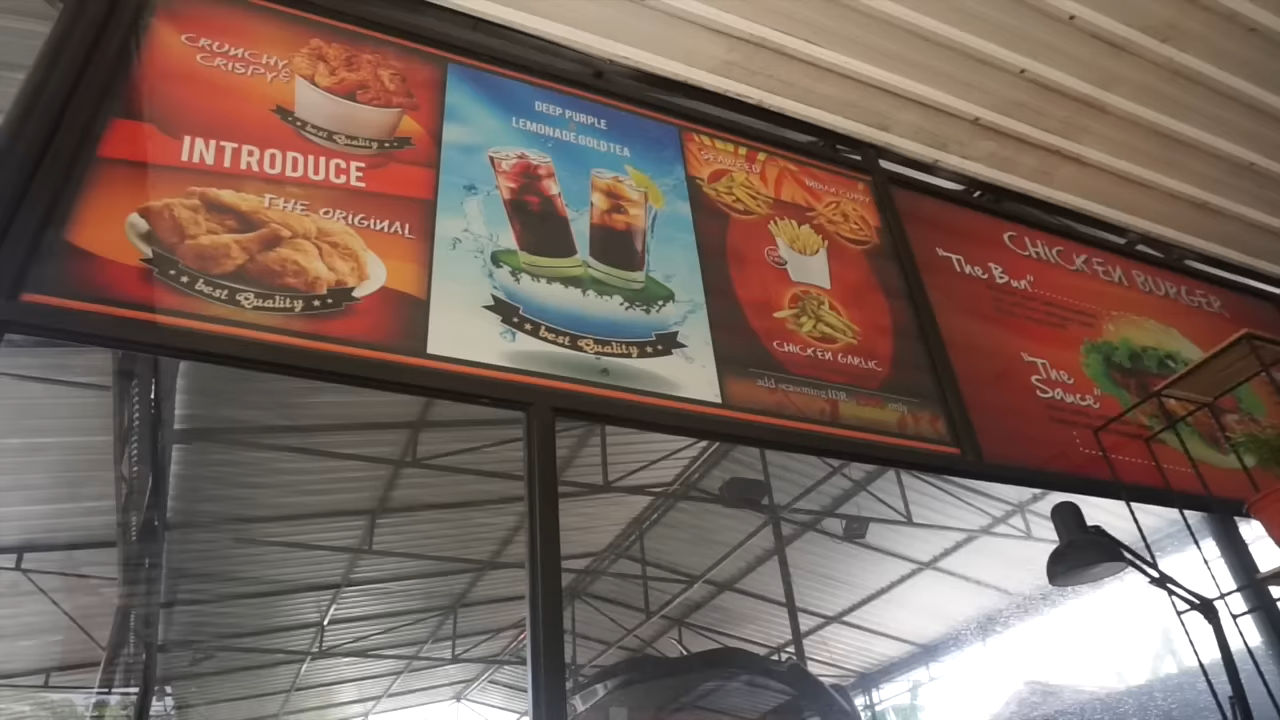 CRUNCHY &
CRISPY
best Quality
INTRODUCE
THE ORIGINAL
best Quality
DEEP PURPLE
LEMONADE GOLD TEA
best Quality
SEAWEED
CHICKEN GARLIC
add seasoning IDR only
CHICKEN BURGER
"The Bun"
"The
Sauce"